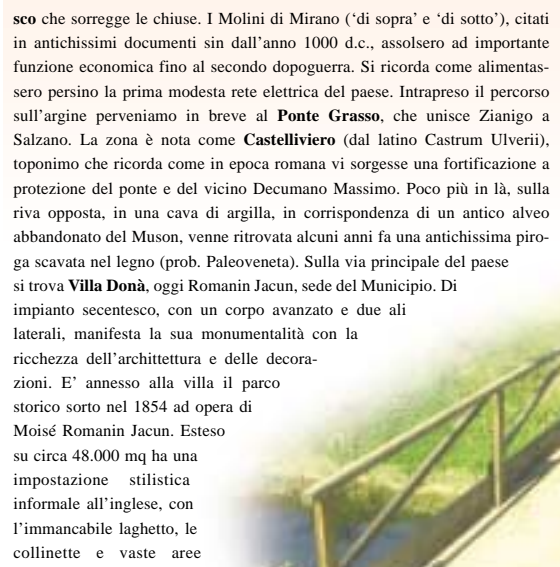 sco che sorregge le chiuse. I Molini di Mirano (‘di sopra’ e ‘di sotto’), citati
in antichissimi documenti sin dall’anno 1000 d.c., assolsero ad importante
funzione economica fino al secondo dopoguerra. Si ricorda come alimentas-
sero persino la prima modesta rete elettrica del paese. Intrapreso il percorso
sull’argine perveniamo in breve al Ponte Grasso, che unisce Zianigo a
Salzano. La zona è nota come Castelliviero (dal latino Castrum Ulverii),
toponimo che ricorda come in epoca romana vi sorgesse una fortificazione a
protezione del ponte e del vicino Decumano Massimo. Poco più in là, sulla
riva opposta, in una cava di argilla, in corrispondenza di un antico alveo
abbandonato del Muson, venne ritrovata alcuni anni fa una antichissima piro-
ga scavata nel legno (prob. Paleoveneta). Sulla via principale del paese
si trova Villa Donà, oggi Romanin Jacun, sede del Municipio. Di
impianto secentesco, con un corpo avanzato e due ali
laterali, manifesta la sua monumentalità con la
ricchezza dell’archittettura e delle decora-
zioni. E’ annesso alla villa il parco
storico sorto nel 1854 ad opera di
Moisé Romanin Jacun. Esteso
su circa 48.000 mq ha una
impostazione stilistica
informale all’inglese, con
l’immancabile laghetto, le
collinette e vaste aree